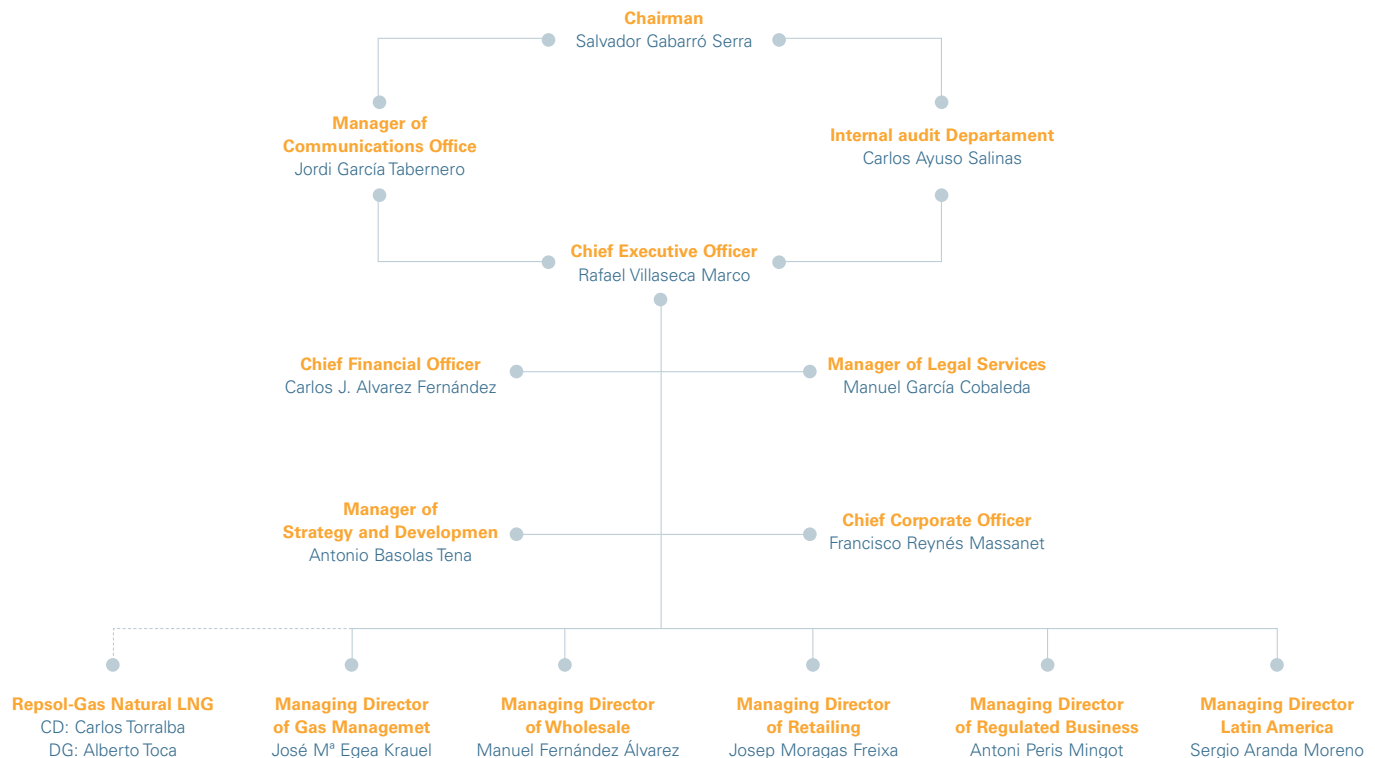 Chairman
Salvador Gabarró Serra
Manager of
Communications Office
Jordi García Tabernero
Internal audit Departament
Carlos Ayuso Salinas
Chief Executive Officer
Rafael Villaseca Marco
Chief Financial Officer
Carlos J. Alvarez Fernández
Manager of Legal Services
Manuel García Cobaleda
Manager of
Strategy and Developmen
Antonio Basolas Tena
Chief Corporate Officer
Francisco Reynés Massanet
Repsol-Gas Natural LNG
CD: Carlos Torralba
DG: Alberto Toca
Managing Director
of Gas Managemet
José Mª Egea Krauel
Managing Director
of Wholesale
Manuel Fernández Álvarez
Managing Director
of Retailing
Josep Moragas Freixa
Managing Director
of Regulated Business
Antoni Peris Mingot
Managing Director
Latin America
Sergio Aranda Moreno